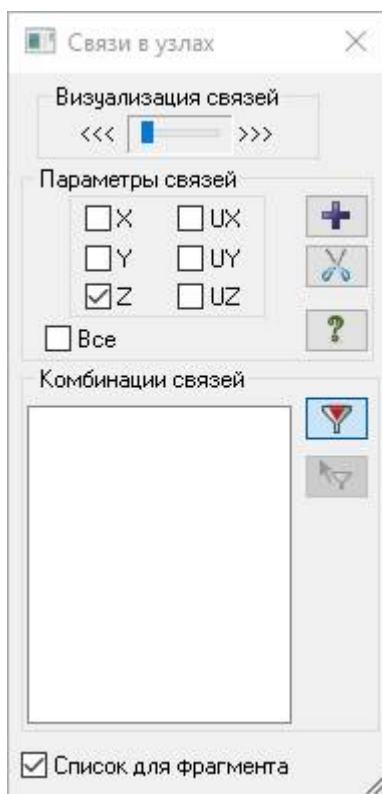 Связи в узлах
Визуализация связей
<<< >>>
Параметры связей
X UX
Y UY
Z UZ
Все
?
Комбинации связей
Список для фрагмента